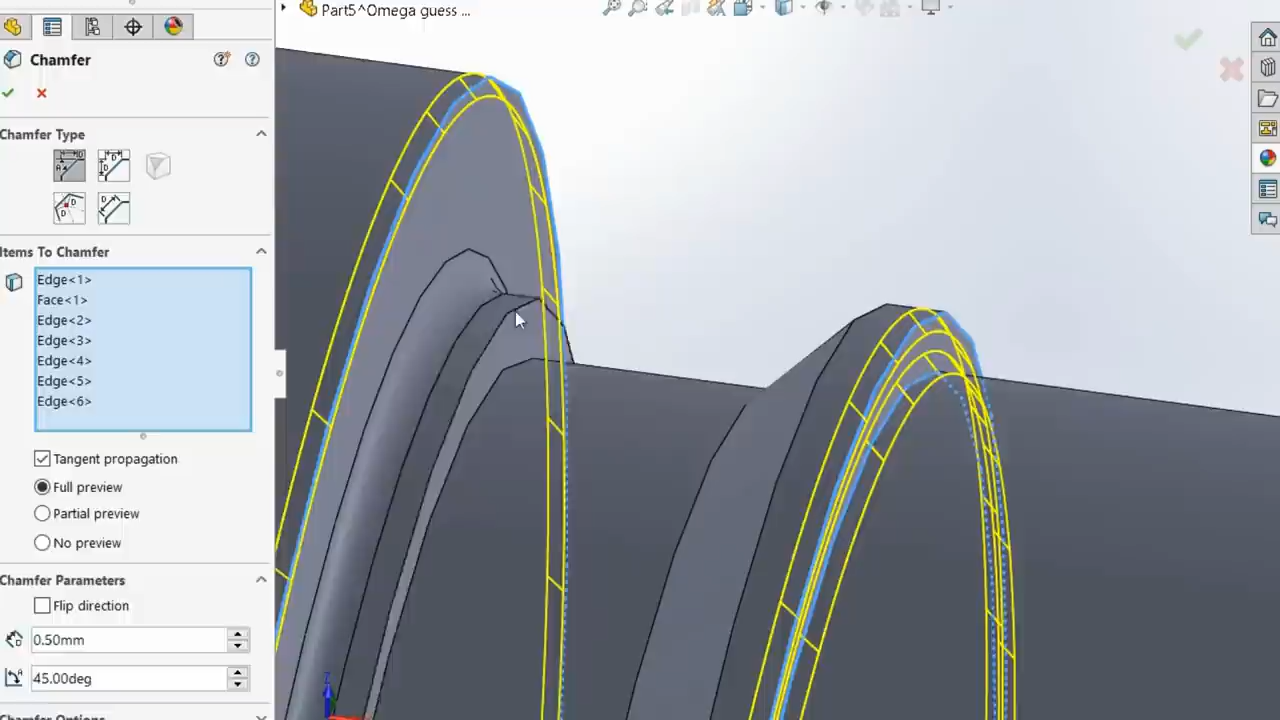 Part5^Omega guess ...
Chamfer
Chamfer Type
Items To Chamfer
Edge<1>
Face<1>
Edge<2>
Edge<3>
Edge<4>
Edge<5>
Edge<6>
Tangent propagation
Full preview
Partial preview
No preview
Chamfer Parameters
Flip direction
0.50mm
45.00deg
Chamfer Options
Z